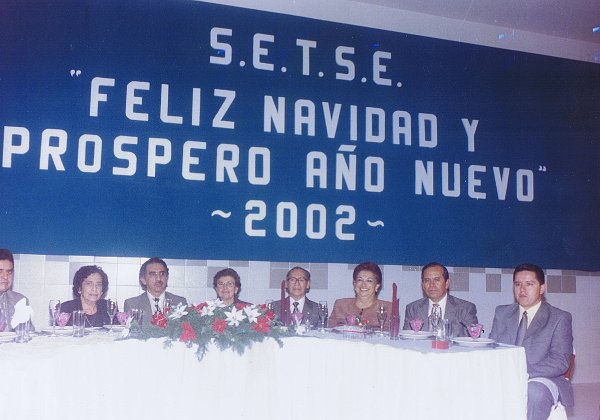 S.E.T.S.E.
"FELIZ NAVIDAD Y
PROSPERO AÑO NUEVO"
~2002~